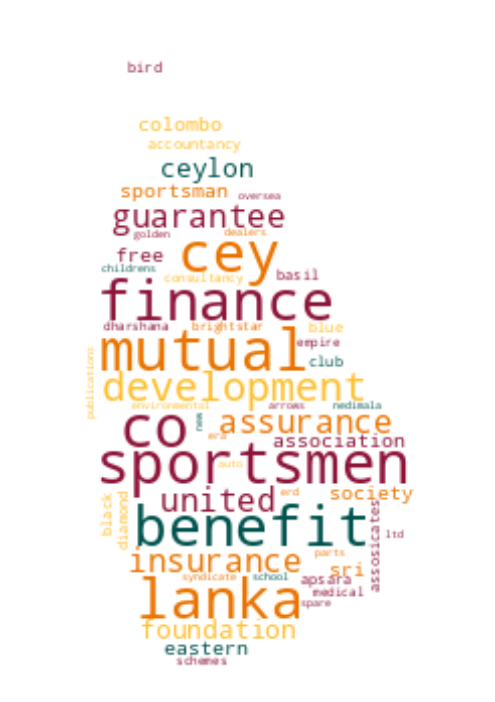 bird
colombo
accountancy
ceylon
sportsman oversea
guarantee
golden dealers
cey
free
childrens
basil
consultancy
finance
dharshana brightstar blue
mutual empire
club
publications
development
environmental arrows nedimala
co new assurance
era
association
sportsmen
auto
united erd society
black diamond
benefit ltd
assosicates
insurance parts
sri
syndicate school apsara
lanka medical
spare
foundation
eastern
schemes